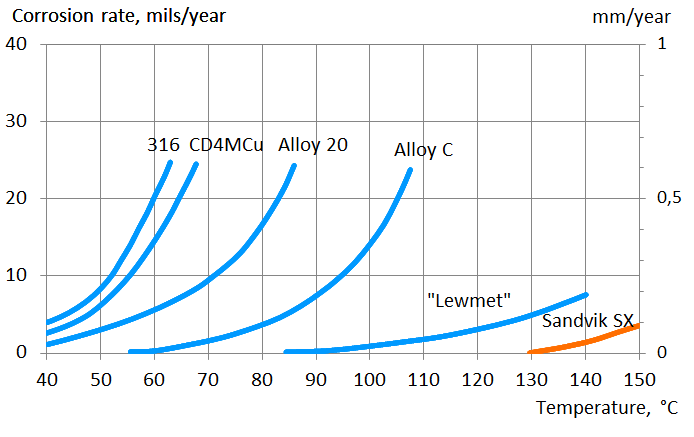 Corrosion rate, mils/year
mm/year
40
1
30
316 CD4MCu Alloy 20
Alloy C
20
0,5
10
"Lewmet"
Sandvik SX
0
0
40 50 60 70 80 90 100 110 120 130 140 150
Temperature, °C